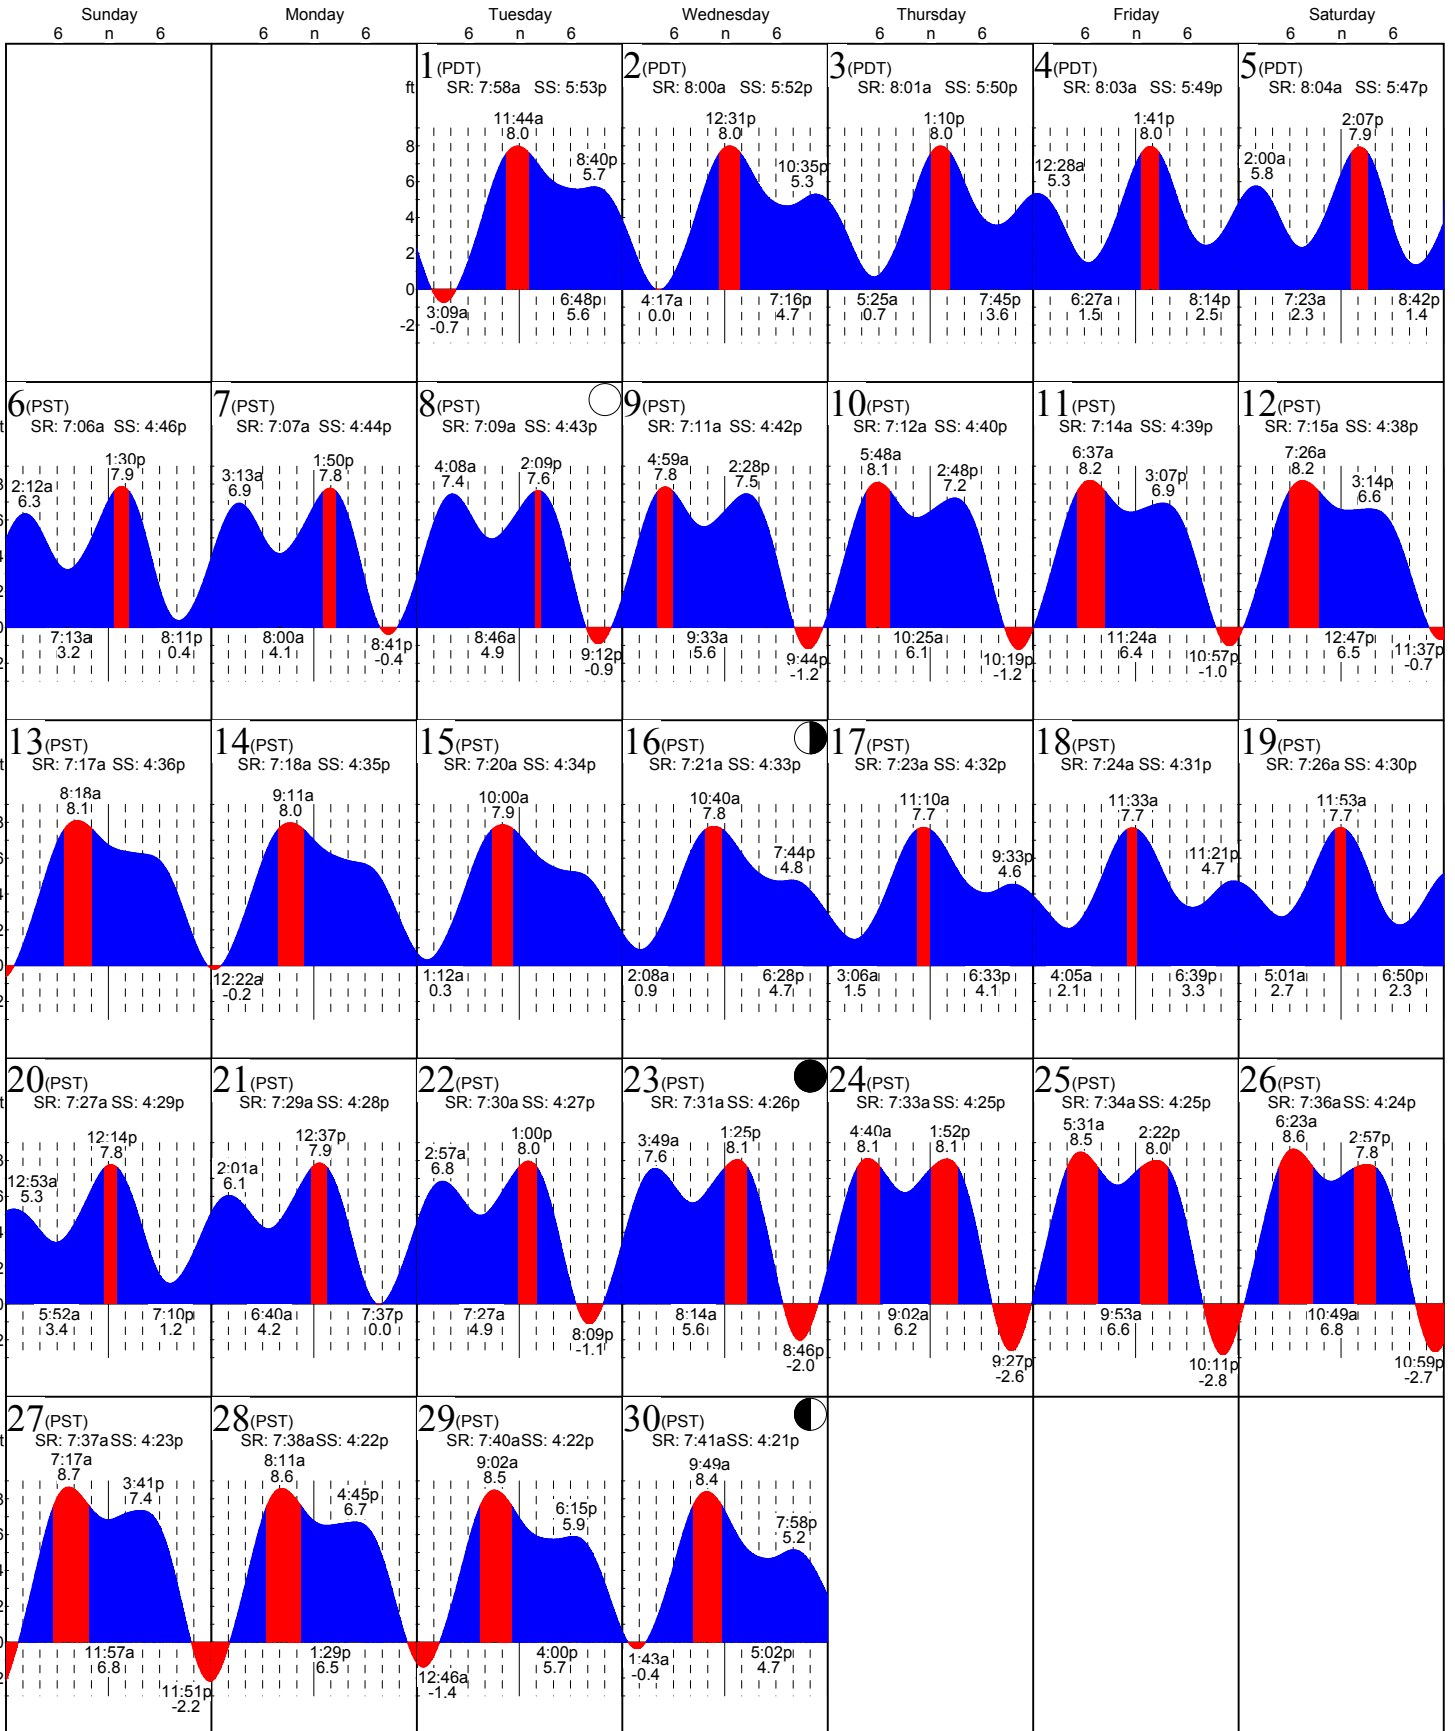 Sunday Monday Tuesday Wednesday Thursday Friday Saturday
6 n 6 6 n 6 6 n 6 6 n 6 6 n 6 6 n 6 6 n 6
1(PDT)
ft SR: 7:58a SS: 5:53p
11:44a
8.0
8:40p
5.7
8
6
4
2
0
-2
3:09a
-0.7
6:48p
5.6
2(PDT)
SR: 8:00a SS: 5:52p
12:31p
8.0
10:35p
5.3
4:17a
0.0
7:16p
4.7
3(PDT)
SR: 8:01a SS: 5:50p
1:10p
8.0
5:25a
0.7
7:45p
3.6
4(PDT)
SR: 8:03a SS: 5:49p
12:28a
5.3
1:41p
8.0
6:27a
1.5
8:14p
2.5
5(PDT)
SR: 8:04a SS: 5:47p
2:00a
5.8
2:07p
7.9
7:23a
2.3
8:42p
1.4
6(PST)
SR: 7:06a SS: 4:46p
2:12a
6.3
1:30p
7.9
7:13a
3.2
8:11p
0.4
7(PST)
SR: 7:07a SS: 4:44p
3:13a
6.9
1:50p
7.8
8:00a
4.1
8:41p
-0.4
8(PST)
SR: 7:09a SS: 4:43p
4:08a
7.4
2:09p
7.6
8:46a
4.9
9:12p
-0.9
9(PST)
SR: 7:11a SS: 4:42p
4:59a
7.8
2:28p
7.5
9:33a
5.6
9:44p
-1.2
10(PST)
SR: 7:12a SS: 4:40p
5:48a
8.1
2:48p
7.2
10:25a
6.1
10:19p
-1.2
11(PST)
SR: 7:14a SS: 4:39p
6:37a
8.2
3:07p
6.9
11:24a
6.4
10:57p
-1.0
12(PST)
SR: 7:15a SS: 4:38p
7:26a
8.2
3:14p
6.6
12:47p
6.5
11:37p
-0.7
13(PST)
SR: 7:17a SS: 4:36p
8:18a
8.1
14(PST)
SR: 7:18a SS: 4:35p
9:11a
8.0
12:22a
-0.2
15(PST)
SR: 7:20a SS: 4:34p
10:00a
7.9
1:12a
0.3
16(PST)
SR: 7:21a SS: 4:33p
10:40a
7.8
7:44p
4.8
2:08a
0.9
6:28p
4.7
17(PST)
SR: 7:23a SS: 4:32p
11:10a
7.7
9:33p
4.6
3:06a
1.5
6:33p
4.1
18(PST)
SR: 7:24a SS: 4:31p
11:33a
7.7
11:21p
4.7
4:05a
2.1
6:39p
3.3
19(PST)
SR: 7:26a SS: 4:30p
11:53a
7.7
5:01a
2.7
6:50p
2.3
20(PST)
SR: 7:27a SS: 4:29p
12:53a
5.3
12:14p
7.8
5:52a
3.4
7:10p
1.2
21(PST)
SR: 7:29a SS: 4:28p
2:01a
6.1
12:37p
7.9
6:40a
4.2
7:37p
0.0
22(PST)
SR: 7:30a SS: 4:27p
2:57a
6.8
1:00p
8.0
7:27a
4.9
8:09p
-1.1
23(PST)
SR: 7:31a SS: 4:26p
3:49a
7.6
1:25p
8.1
8:14a
5.6
8:46p
-2.0
24(PST)
SR: 7:33a SS: 4:25p
4:40a
8.1
1:52p
8.1
9:02a
6.2
9:27p
-2.6
25(PST)
SR: 7:34a SS: 4:25p
5:31a
8.5
2:22p
8.0
9:53a
6.6
10:11p
-2.8
26(PST)
SR: 7:36a SS: 4:24p
6:23a
8.6
2:57p
7.8
10:49a
6.8
10:59p
-2.7
27(PST)
SR: 7:37a SS: 4:23p
7:17a
8.7
3:41p
7.4
11:57a
6.8
11:51p
-2.2
28(PST)
SR: 7:38a SS: 4:22p
8:11a
8.6
4:45p
6.7
1:29p
6.5
29(PST)
SR: 7:40a SS: 4:22p
9:02a
8.5
6:15p
5.9
12:46a
-1.4
4:00p
5.7
30(PST)
SR: 7:41a SS: 4:21p
9:49a
8.4
7:58p
5.2
1:43a
-0.4
5:02p
4.7